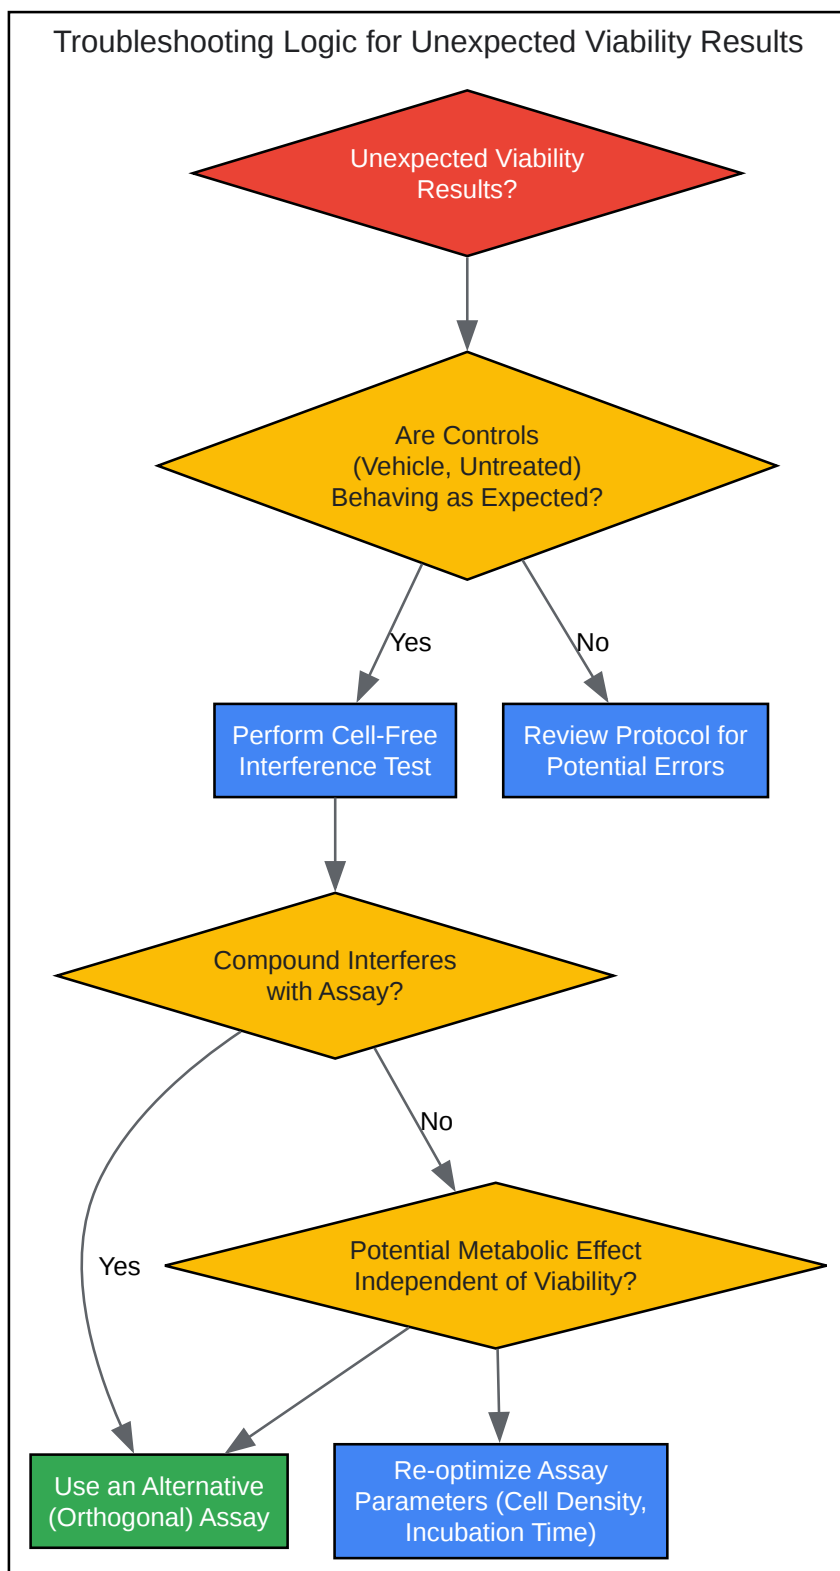 Troubleshooting Logic for Unexpected Viability Results
Unexpected Viability
Results?
Are Controls
(Vehicle, Untreated)
Behaving as Expected?
Yes
No
Perform Cell-Free
Interference Test
Review Protocol for
Potential Errors
Compound Interferes
with Assay?
No
Yes
Potential Metabolic Effect
Independent of Viability?
Use an Alternative
(Orthogonal) Assay
Re-optimize Assay
Parameters (Cell Density,
Incubation Time)